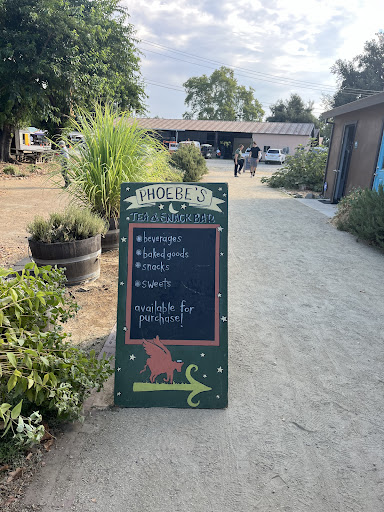 PHOEBE'S
TEA & SNACK BAR
beverages
baked goods
snacks
sweets
available for
purchase!